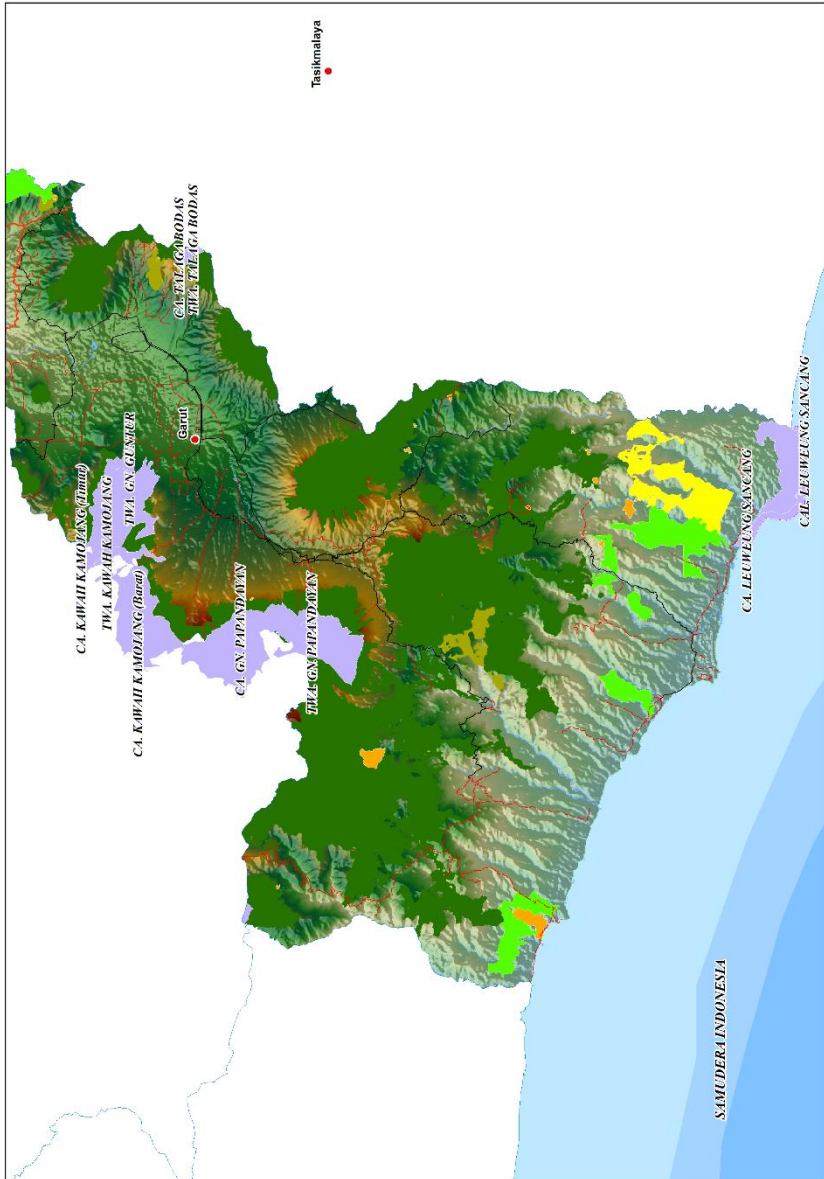 CA. KAWAH KAMOJANG (Timur)
TWA. KAWAH KAMOJANG
TWA. GN. GUNTUR
CA. KAWAH KAMOJANG (Barat)
Garut
CA. TALAGA BODAS
TWA. TALAGA BODAS
Tasikmalaya
CA. GN. PAPANDAYAN
TWA. GN. PAPANDAYAN
CA. LEUWEUNG SANCANG
CAL. LEUWEUNG SANCANG
SAMUDERA INDONESIA